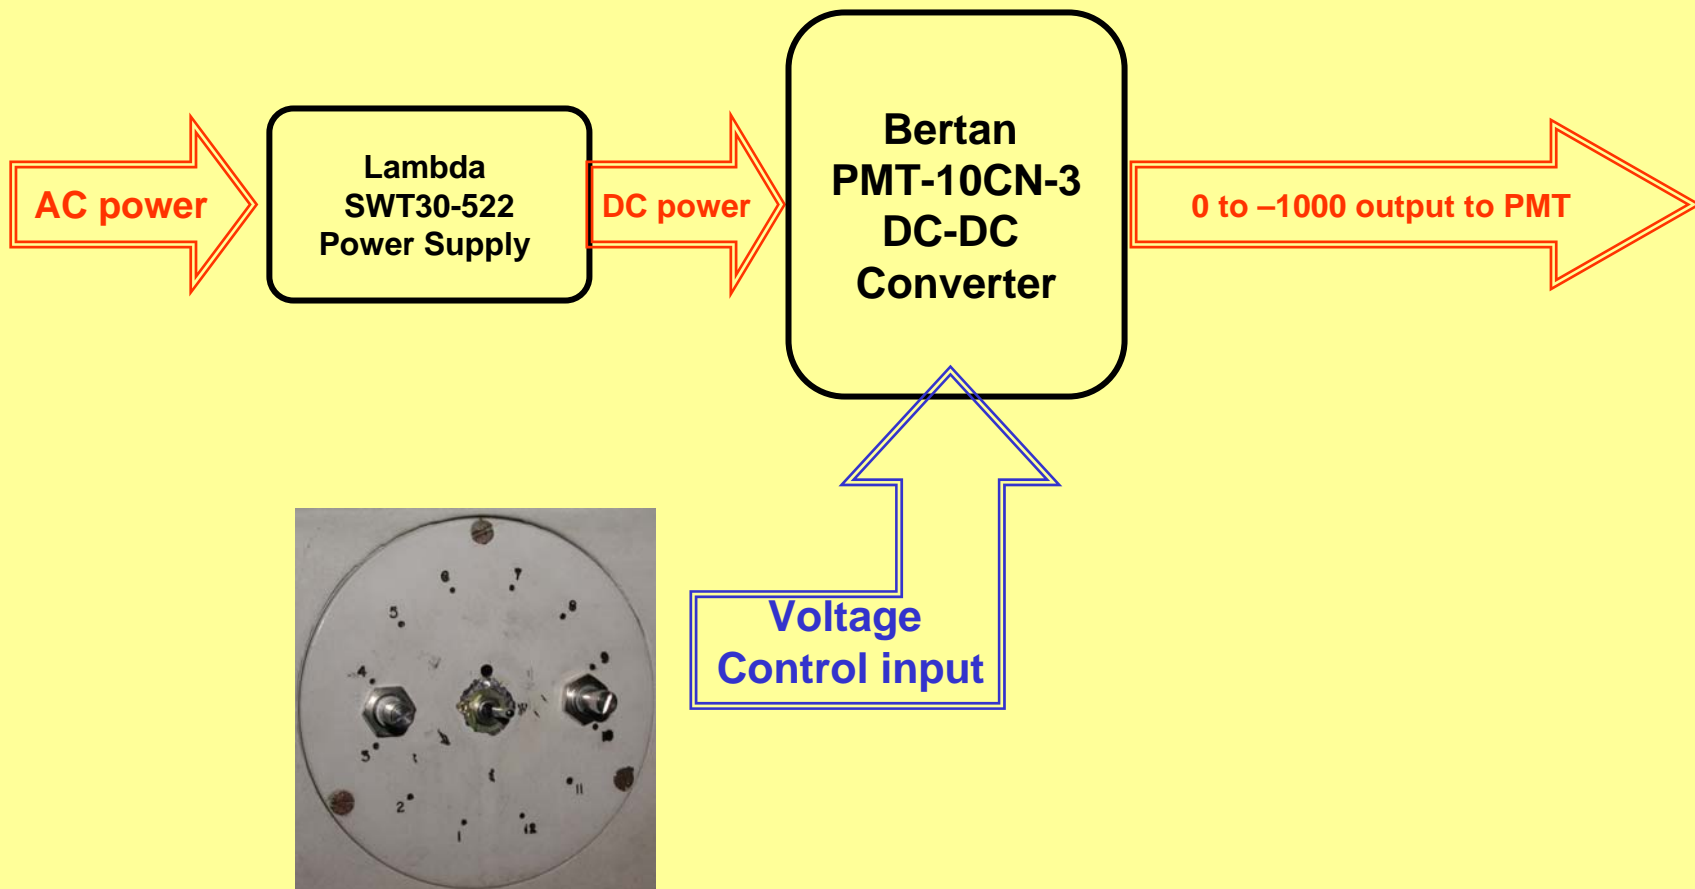 AC power
Lambda
SWT30-522
Power Supply
DC power
Bertan
PMT-10CN-3
DC-DC
Converter
0 to –1000 output to PMT
Voltage
Control input
6
7
5
8
4
9
3
10
2
11
1
12